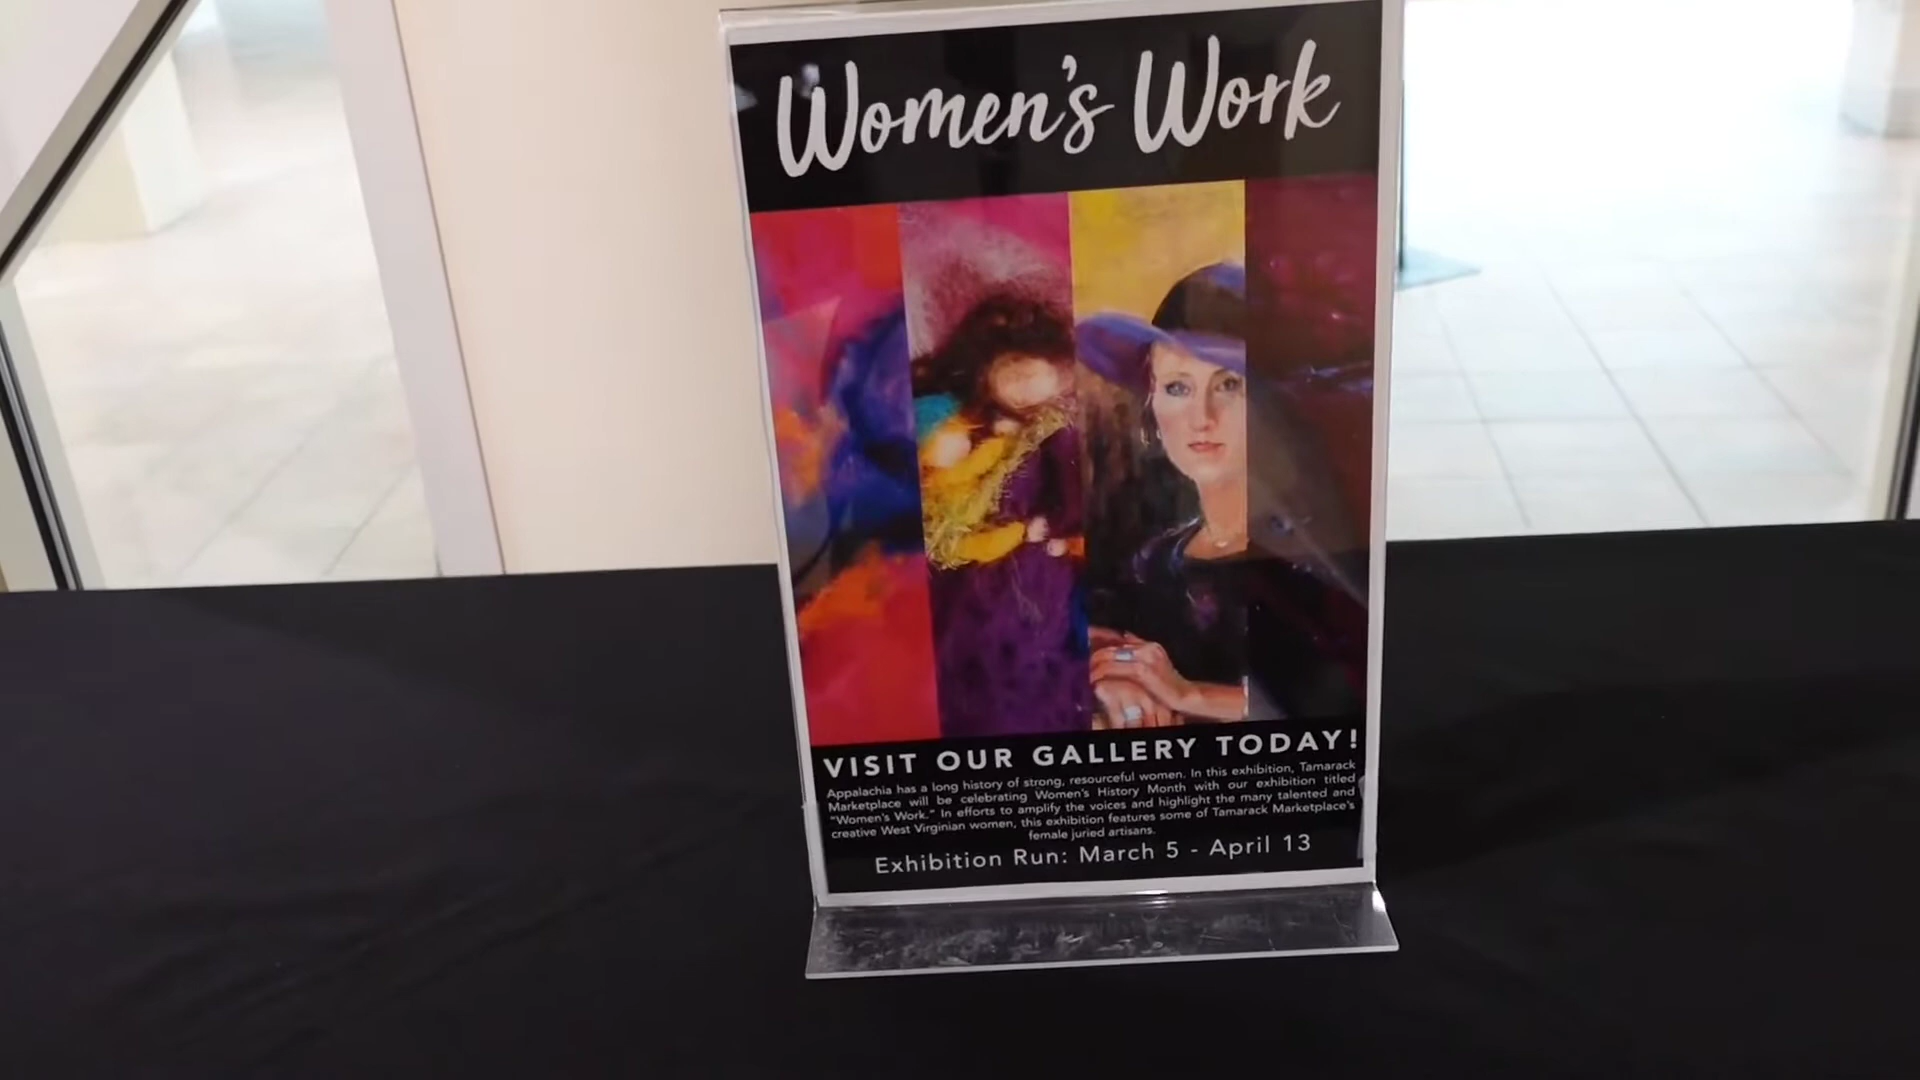 Women's Work
VISIT OUR GALLERY TODAY!
Appalachia has a long history of strong, resourceful women. In this exhibition, Tamarack
Marketplace will be celebrating Women's History Month with our exhibition titled
"Women's Work." In efforts to amplify the voices and highlight the many talented and
creative West Virginian women, this exhibition features some of Tamarack Marketplace's
female juried artisans.
Exhibition Run: March 5 - April 13